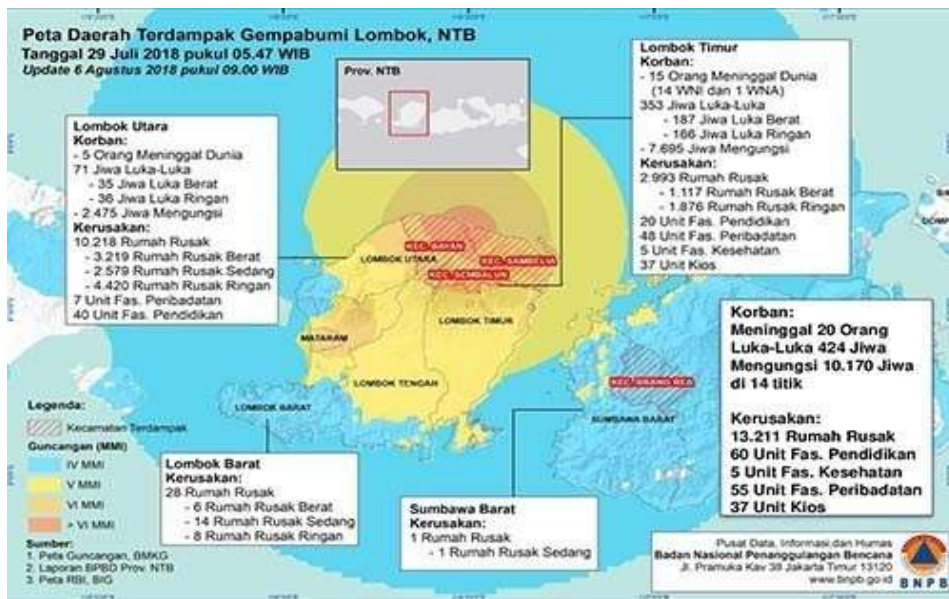 Peta Daerah Terdampak Gempabumi Lombok, NTB
Tanggal 29 Juli 2018 pukul 05.47 WIB
Update 6 Agustus 2018 pukul 09.00 WIB
Prov. NTB
Lombok Utara
Korban:
- 5 Orang Meninggal Dunia
71 Jiwa Luka-Luka
- 35 Jiwa Luka Berat
- 36 Jiwa Luka Ringan
- 2.475 Jiwa Mengungsi
Kerusakan:
10.218 Rumah Rusak
- 3.219 Rumah Rusak Berat
- 2.579 Rumah Rusak Sedang
- 4.420 Rumah Rusak Ringan
7 Unit Fas. Peribadatan
40 Unit Fas. Pendidikan
Lombok Timur
Korban:
- 15 Orang Meninggal Dunia
(14 WNI dan 1 WNA)
353 Jiwa Luka-Luka
- 187 Jiwa Luka Berat
- 166 Jiwa Luka Ringan
- 7.695 Jiwa Mengungsi
Kerusakan:
2.993 Rumah Rusak
- 1.117 Rumah Rusak Berat
- 1.876 Rumah Rusak Ringan
20 Unit Fas. Pendidikan
48 Unit Fas. Peribadatan
5 Unit Fas. Kesehatan
37 Unit Kios
KEC. BAYAN
LOMBOK UTARA
KEC. SAMBELIA
KEC. SEMBALUN
LOMBOK TIMUR
MATARAM
LOMBOK TENGAH
LOMBOK BARAT
KEC. BRANG REA
SUMBAWA BARAT
Korban:
Meninggal 20 Orang
Luka-Luka 424 Jiwa
Mengungsi 10.170 Jiwa
di 14 titik
Kerusakan:
13.211 Rumah Rusak
60 Unit Fas. Pendidikan
5 Unit Fas. Kesehatan
55 Unit Fas. Peribadatan
37 Unit Kios
Legenda:
Kecamatan Terdampak
Guncangan (MMI)
IV MMI
V MMI
VI MMI
> VI MMI
Sumber:
1. Peta Guncangan, BMKG
2. Laporan BPBD Prov. NTB
3. Peta RBI, BIG
Lombok Barat
Kerusakan:
28 Rumah Rusak
- 6 Rumah Rusak Berat
- 14 Rumah Rusak Sedang
- 8 Rumah Rusak Ringan
Sumbawa Barat
Kerusakan:
1 Rumah Rusak
- 1 Rumah Rusak Sedang
Pusat Data, Informasi dan Humas
Badan Nasional Penanggulangan Bencana
Jl. Pramuka Kav 38 Jakarta Timur 13120
www.bnpb.go.id
BNPB